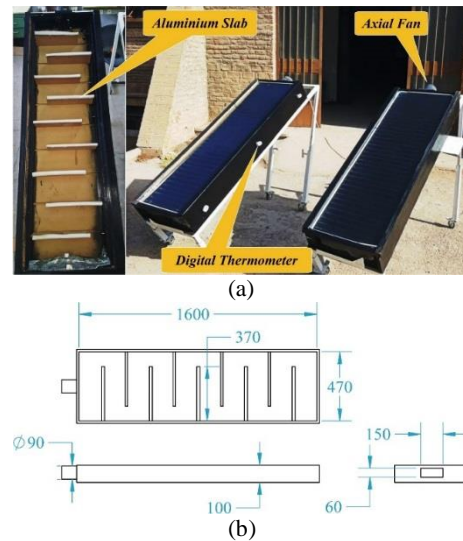 Aluminium Slab
Axial Fan
Digital Thermometer
(a)
1600
370
470
150
Ø90
100
60
(b)